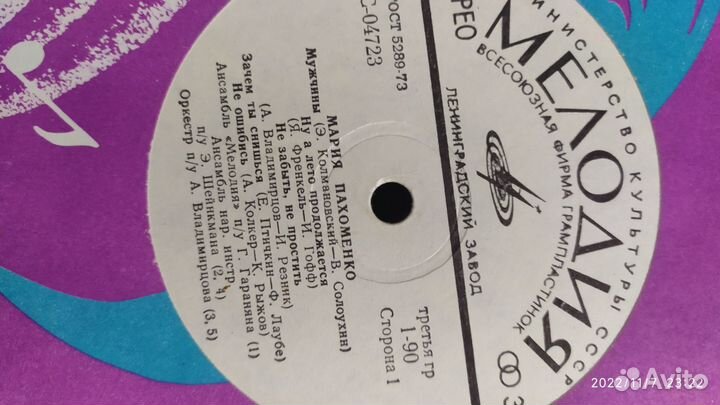 МИНИСТЕРСТВО КУЛЬТУРЫ СССР
МЕЛОДИЯ
ВСЕСОЮЗНАЯ ФИРМА ГРАМПЛАСТИНОК
ЛЕНИНГРАДСКИЙ ЗАВОД
РЕО
ГОСТ 5289-73
С-04723
третья гр
1-90
Сторона 1
МАРИЯ ПАХОМЕНКО
Мужчины (Э. Колмановский—В. Солоухин)
Ну а лето продолжается
(Я. Френкель—И. Гофф)
Не забыть, не простить
(А. Владимирцов—И. Резник)
Зачем ты снишься (Е. Птичкин—Ф. Лаубе)
Не ошибись (А. Колкер—К. Рыжов)
Ансамбль «Мелодия» п/у Г. Гараняна (1)
Ансамбль нар. инстр.
п/у Э. Шейнкмана (2, 4)
Оркестр п/у А. Владимирцова (3, 5)
Avito
2022/11/7 23:22